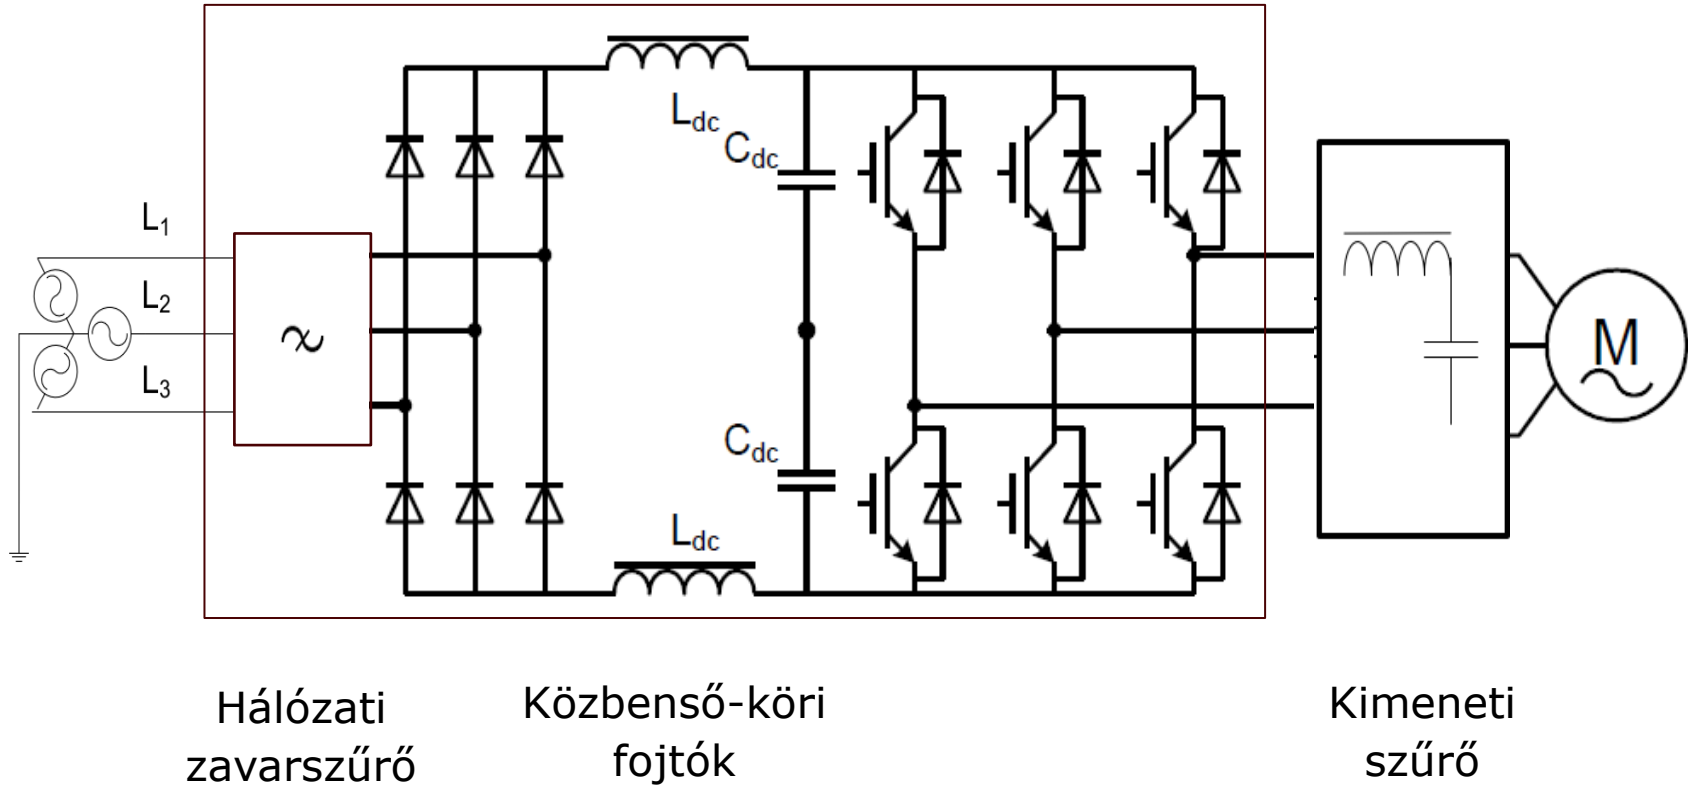 L₁
L₂
L₃
Ldc
Cdc
Cdc
Ldc
M
Hálózati
zavarszűrő
Közbenső-köri
fojtók
Kimeneti
szűrő